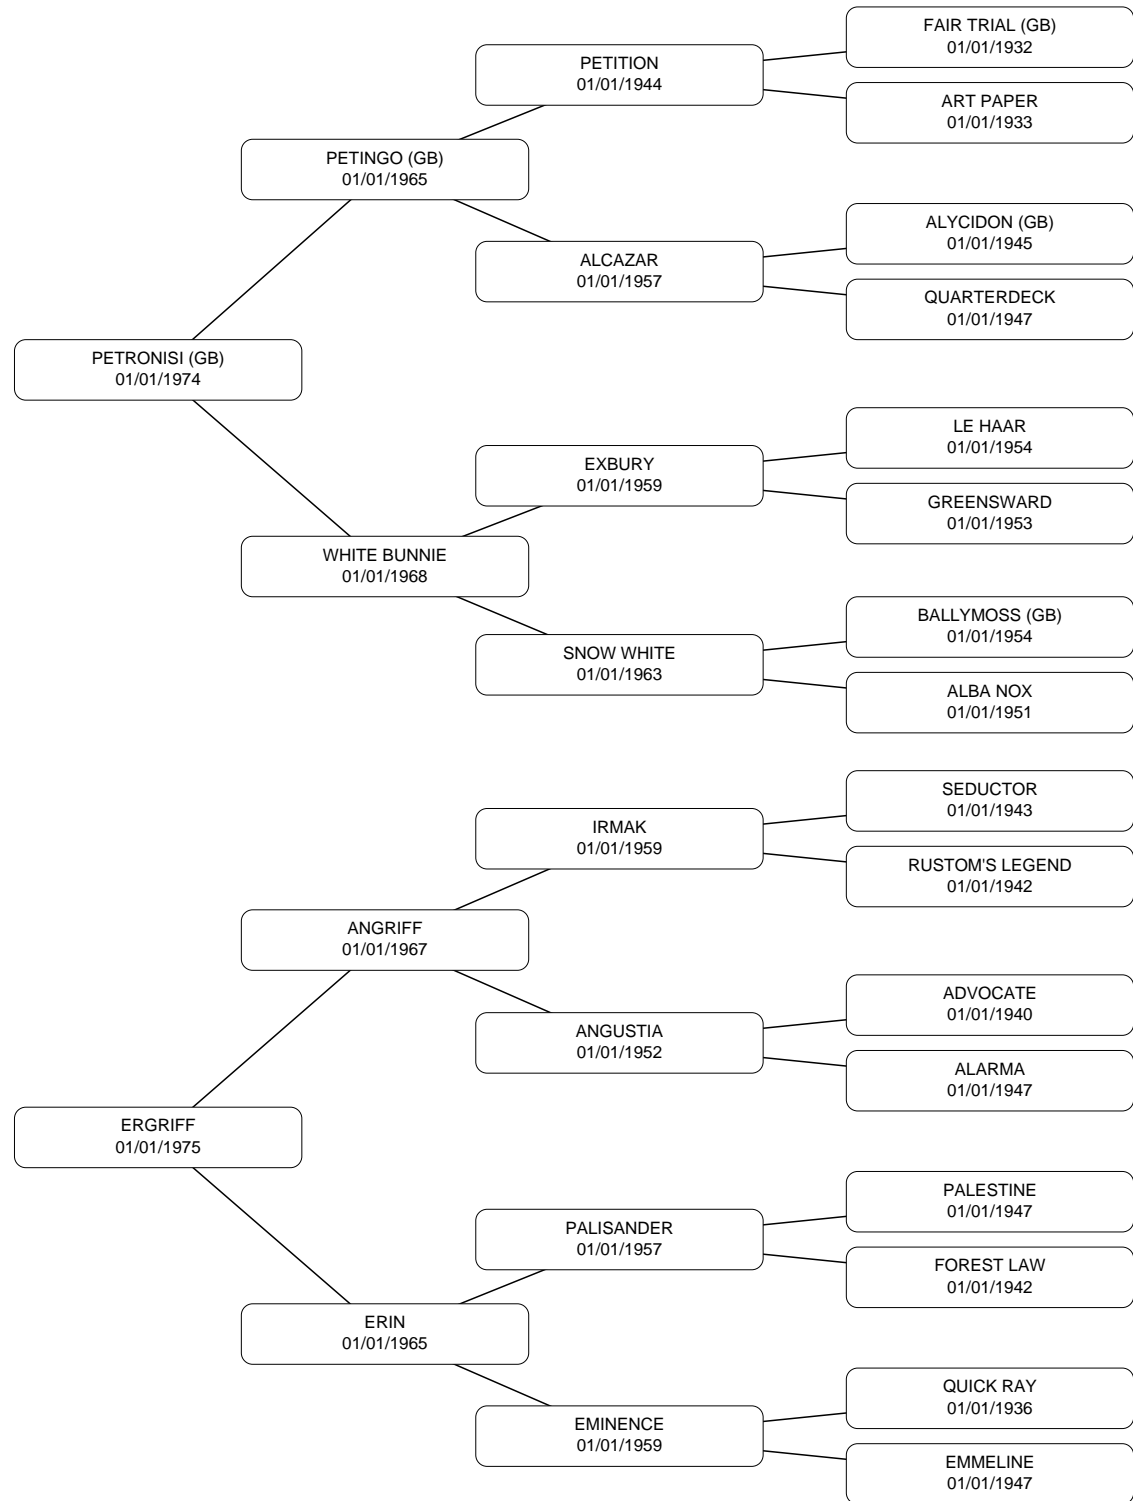 FAIR TRIAL (GB)
01/01/1932
PETITION
01/01/1944
ART PAPER
01/01/1933
PETINGO (GB)
01/01/1965
ALYCIDON (GB)
01/01/1945
ALCAZAR
01/01/1957
QUARTERDECK
01/01/1947
PETRONISI (GB)
01/01/1974
LE HAAR
01/01/1954
EXBURY
01/01/1959
GREENSWARD
01/01/1953
WHITE BUNNIE
01/01/1968
BALLYMOSS (GB)
01/01/1954
SNOW WHITE
01/01/1963
ALBA NOX
01/01/1951
SEDUCTOR
01/01/1943
IRMAK
01/01/1959
RUSTOM'S LEGEND
01/01/1942
ANGRIFF
01/01/1967
ADVOCATE
01/01/1940
ANGUSTIA
01/01/1952
ALARMA
01/01/1947
ERGRIFF
01/01/1975
PALESTINE
01/01/1947
PALISANDER
01/01/1957
FOREST LAW
01/01/1942
ERIN
01/01/1965
QUICK RAY
01/01/1936
EMINENCE
01/01/1959
EMMELINE
01/01/1947